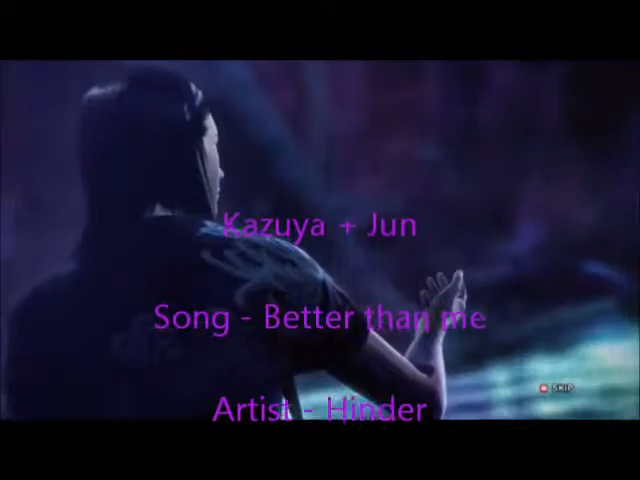 Kazuya + Jun
Song - Better than me
Artist - Hinder
SKIP